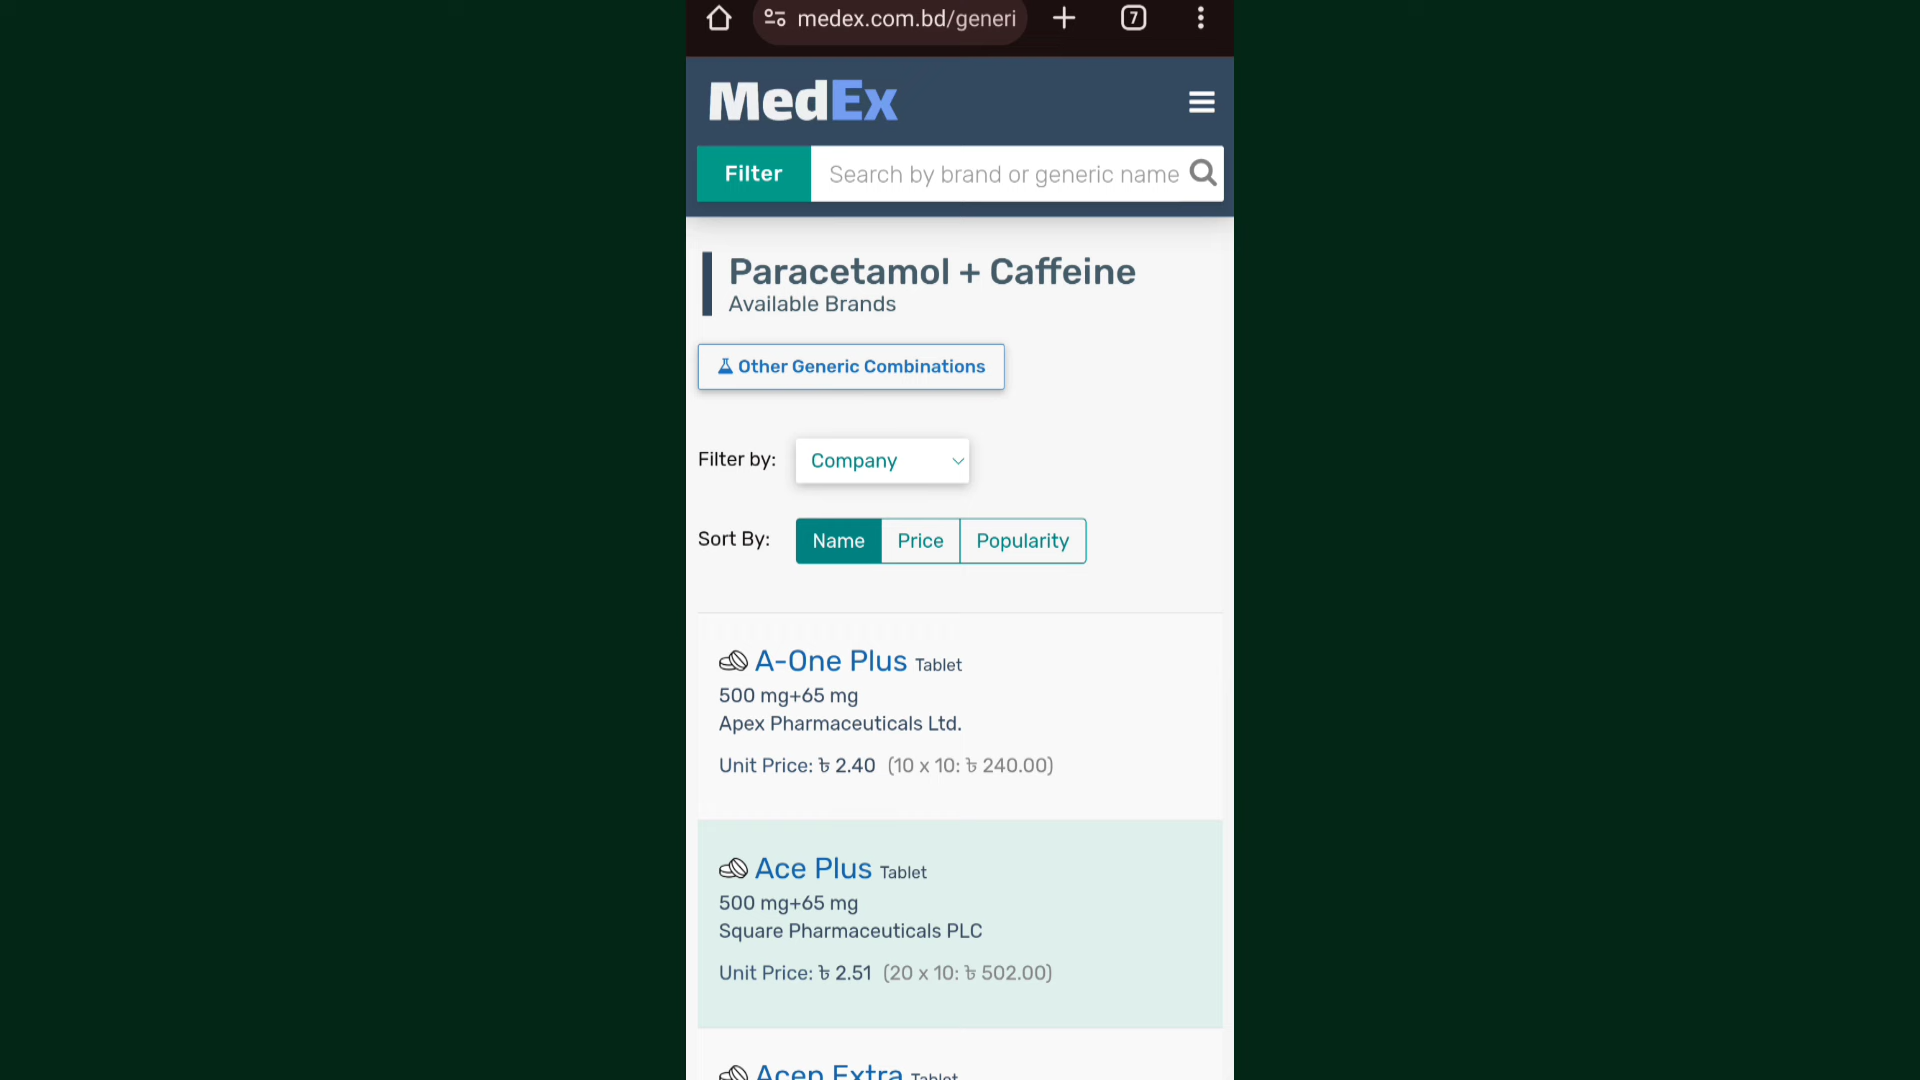 medex.com.bd/generi
7
MedEx
Filter
Search by brand or generic name
Paracetamol + Caffeine
Available Brands
Other Generic Combinations
Filter by:
Company
Sort By:
Name
Price
Popularity
A-One Plus Tablet
500 mg+65 mg
Apex Pharmaceuticals Ltd.
Unit Price: ৳ 2.40 (10 x 10: ৳ 240.00)
Ace Plus Tablet
500 mg+65 mg
Square Pharmaceuticals PLC
Unit Price: ৳ 2.51 (20 x 10: ৳ 502.00)
Acep Extra Tablet